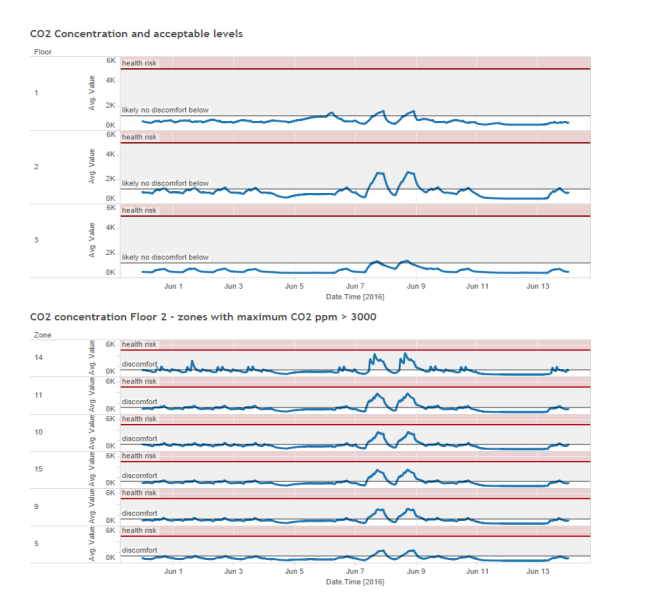 CO2 Concentration and acceptable levels
Floor
1
Avg. Value
6K
4K
2K
0K
health risk
likely no discomfort below
2
Avg. Value
6K
4K
2K
0K
health risk
likely no discomfort below
3
Avg. Value
6K
4K
2K
0K
health risk
likely no discomfort below
Jun 1 Jun 3 Jun 5 Jun 7 Jun 9 Jun 11 Jun 13
Date.Time [2016]
CO2 concentration Floor 2 - zones with maximum CO2 ppm > 3000
Zone
14
Avg. Value
6K
0K
health risk
discomfort
11
Avg. Value
6K
0K
health risk
discomfort
10
Avg. Value
6K
0K
health risk
discomfort
15
Avg. Value
6K
0K
health risk
discomfort
9
Avg. Value
6K
0K
health risk
discomfort
5
Avg. Value
6K
0K
health risk
discomfort
Jun 1 Jun 3 Jun 5 Jun 7 Jun 9 Jun 11 Jun 13
Date.Time [2016]